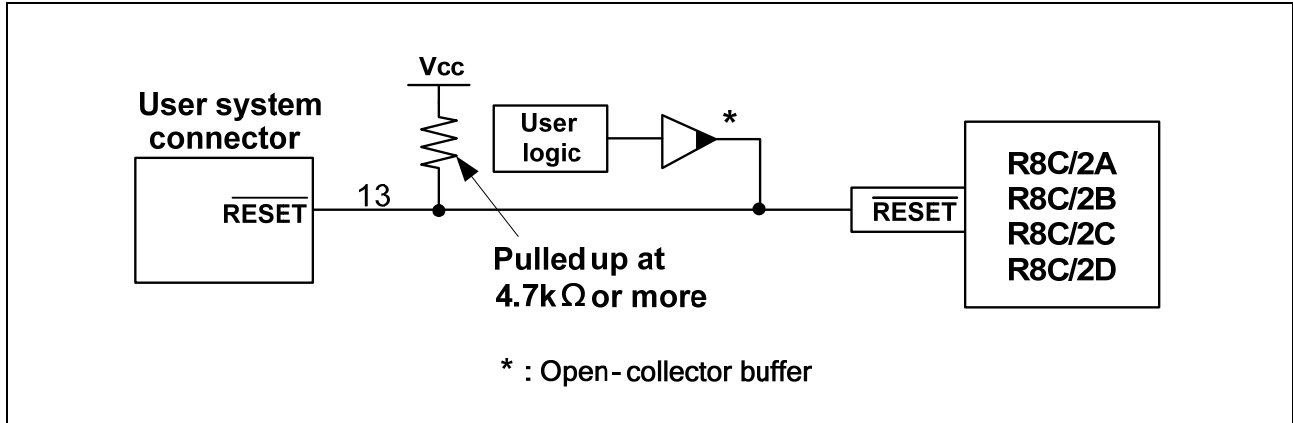 Vcc
User system
connector
User
logic
*
RESET
13
RESET
R8C/2A
R8C/2B
R8C/2C
R8C/2D
Pulled up at
4.7kΩ or more
* : Open-collector buffer